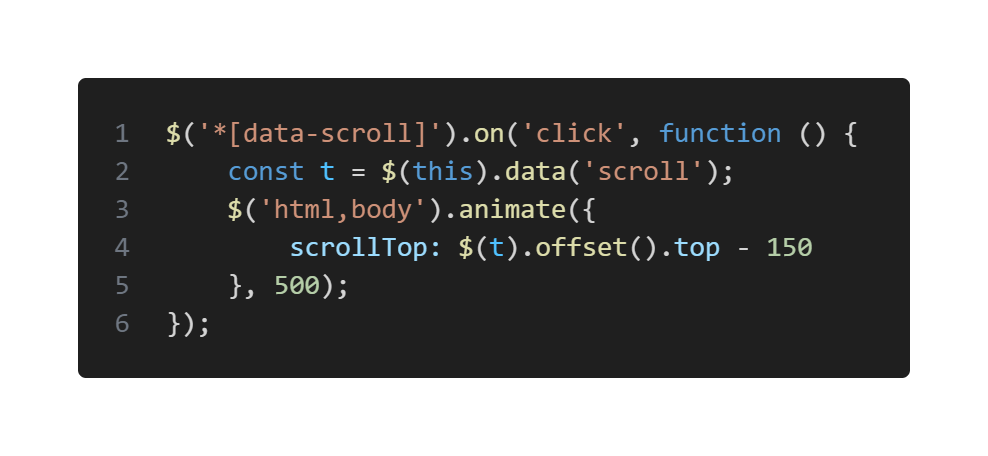 1 $('*[data-scroll]').on('click', function () {
2     const t = $(this).data('scroll');
3     $('html,body').animate({
4         scrollTop: $(t).offset().top - 150
5     }, 500);
6 });